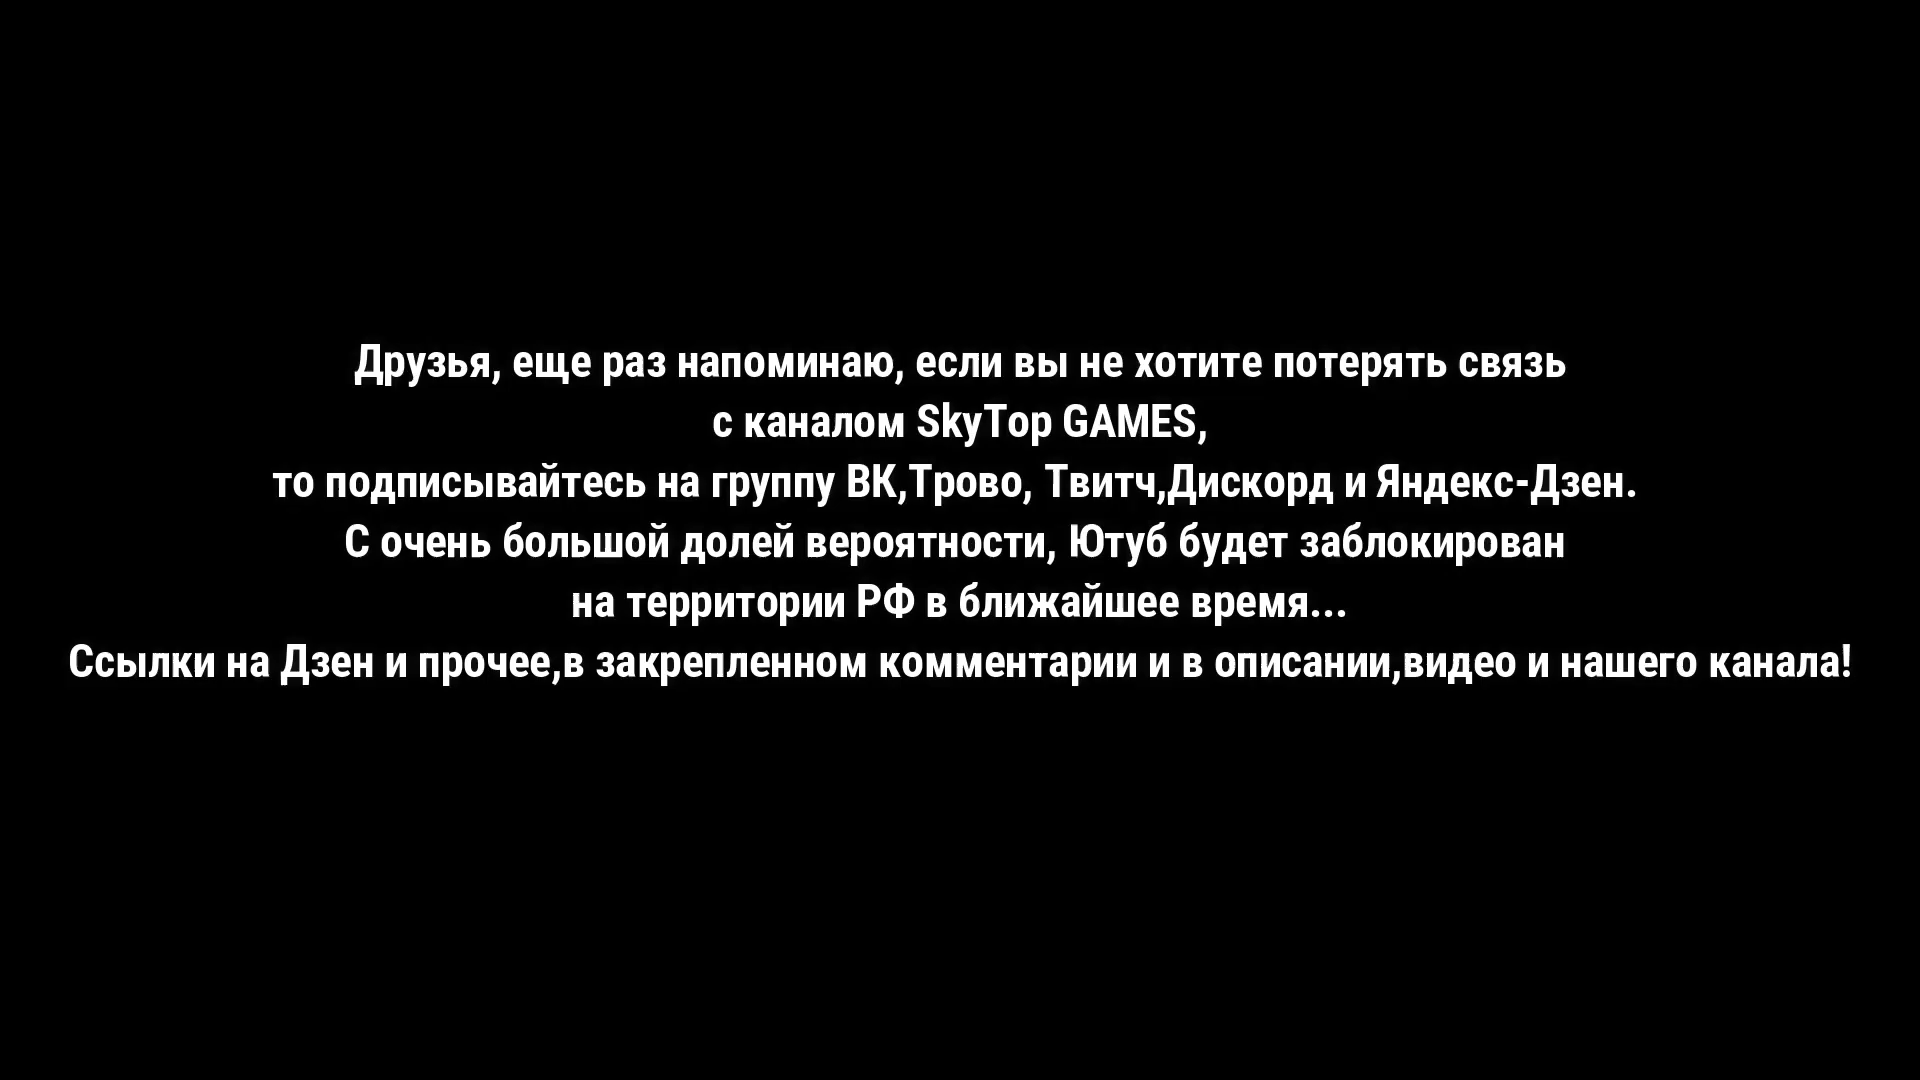 Друзья, еще раз напоминаю, если вы не хотите потерять связь
с каналом SkyTop GAMES,
то подписывайтесь на группу ВК,Трово, Твитч,Дискорд и Яндекс-Дзен.
С очень большой долей вероятности, Ютуб будет заблокирован
на территории РФ в ближайшее время...
Ссылки на Дзен и прочее,в закрепленном комментарии и в описании,видео и нашего канала!